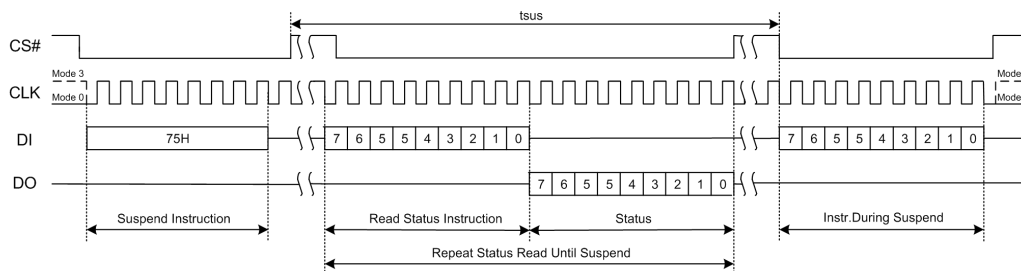 tsus
CS#
Mode 3
Mode
CLK
Mode 0
Mode
DI
75H
7 6 5 5 4 3 2 1 0
7 6 5 5 4 3 2 1 0
DO
7 6 5 5 4 3 2 1 0
Suspend Instruction
Read Status Instruction
Status
Instr.During Suspend
Repeat Status Read Until Suspend